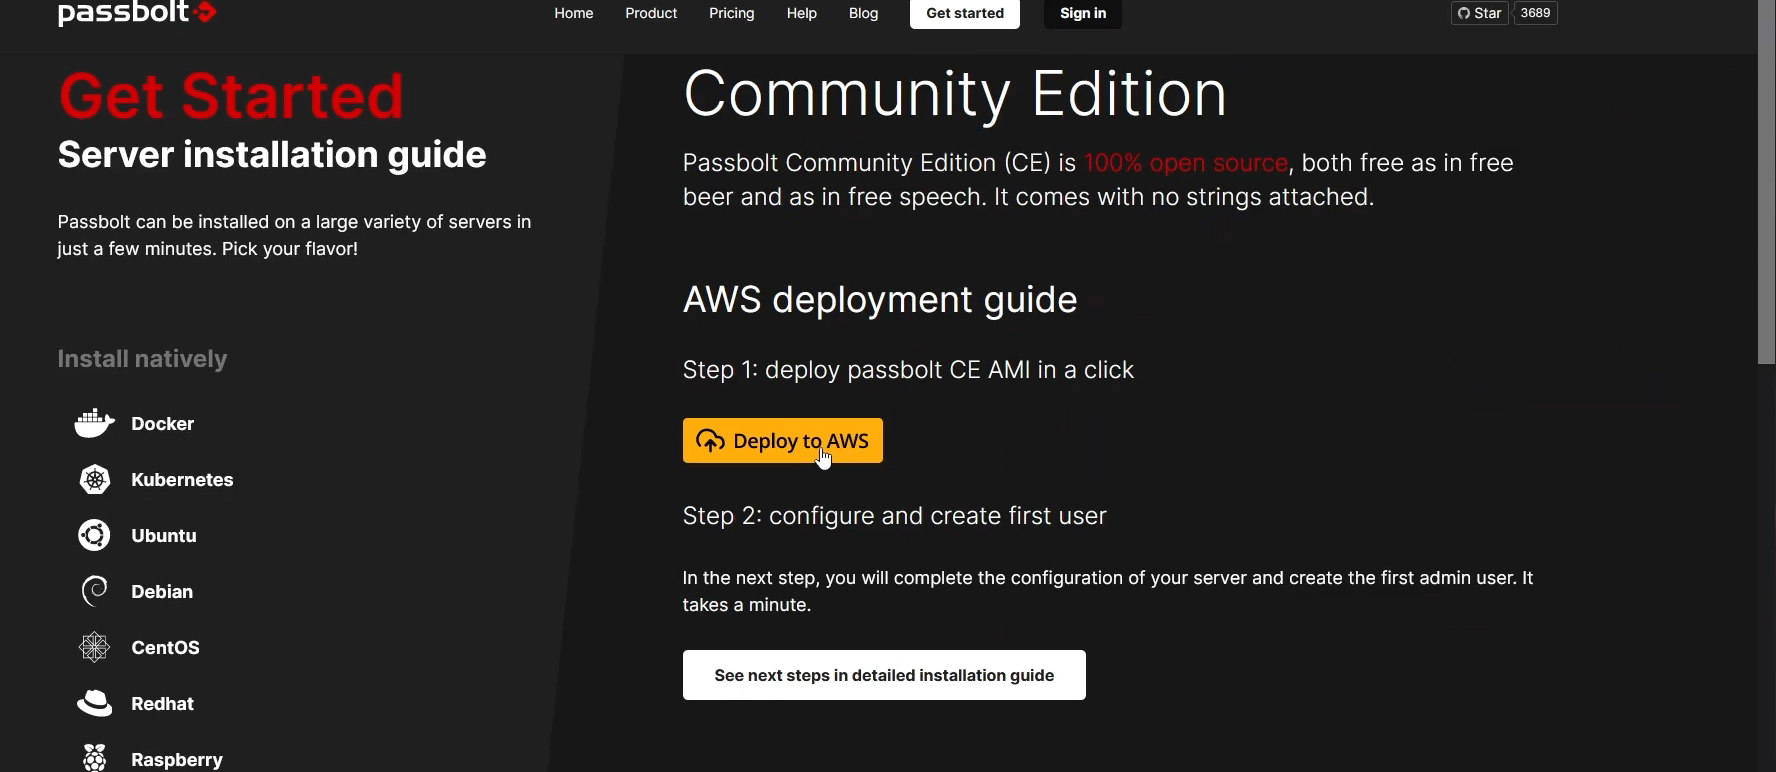 passbolt
Home Product Pricing Help Blog Get started Sign in
Star 3689
Get Started
Server installation guide
Passbolt can be installed on a large variety of servers in
just a few minutes. Pick your flavor!
Install natively
Docker
Kubernetes
Ubuntu
Debian
CentOS
Redhat
Raspberry
Community Edition
Passbolt Community Edition (CE) is 100% open source, both free as in free
beer and as in free speech. It comes with no strings attached.
AWS deployment guide
Step 1: deploy passbolt CE AMI in a click
Deploy to AWS
Step 2: configure and create first user
In the next step, you will complete the configuration of your server and create the first admin user. It
takes a minute.
See next steps in detailed installation guide